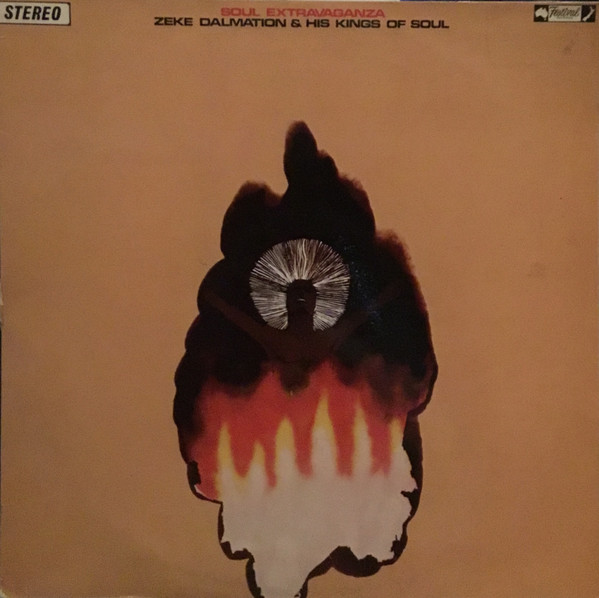 STEREO
SOUL EXTRAVAGANZA
ZEKE DALMATION & HIS KINGS OF SOUL
Festival